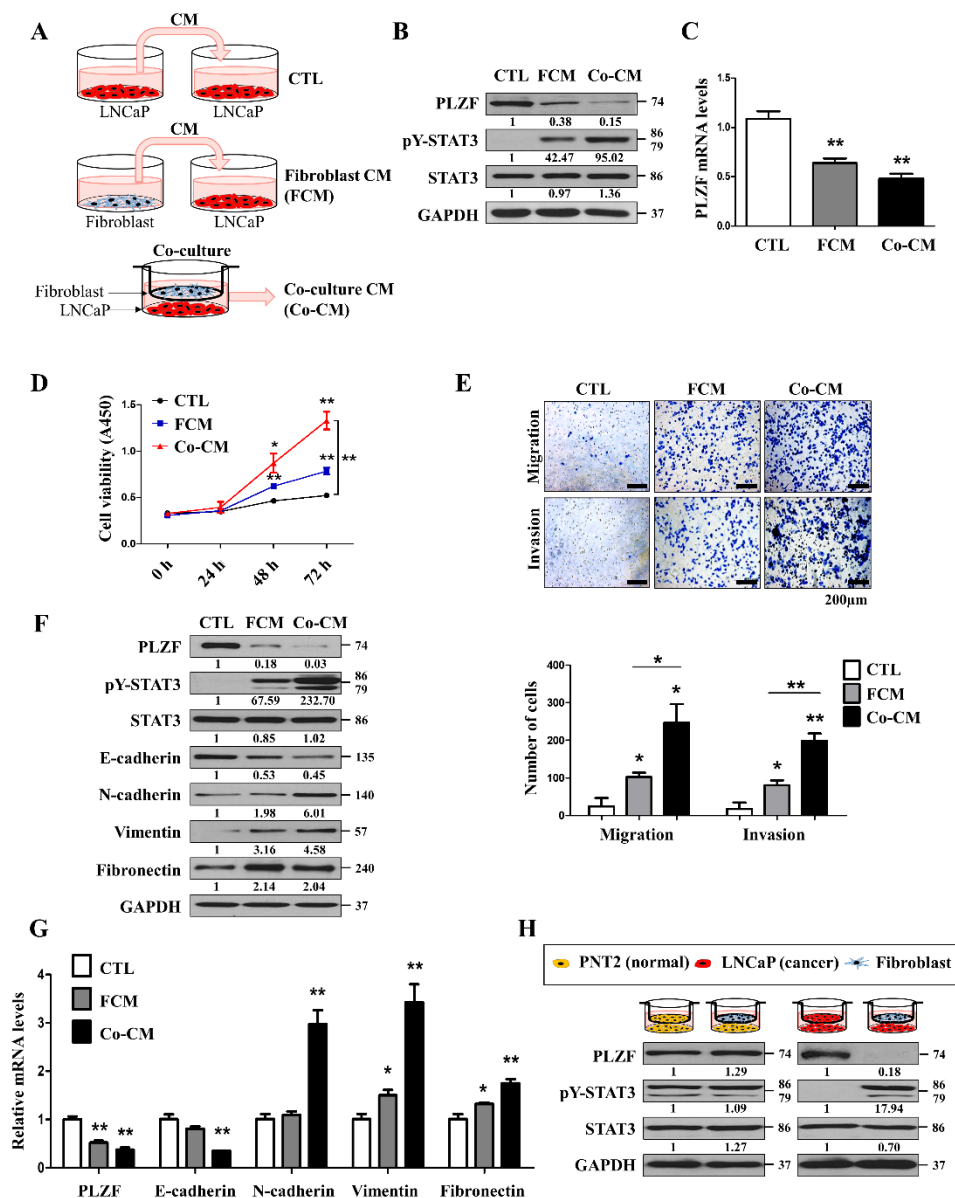 A
CM
CTL
LNCaP LNCaP
CM
Fibroblast CM
(FCM)
Fibroblast LNCaP
Co-culture
Fibroblast
LNCaP
Co-culture CM
(Co-CM)
B
CTL FCM Co-CM
PLZF 74
1 0.38 0.15
pY-STAT3 86
79
1 42.47 95.02
STAT3 86
1 0.97 1.36
GAPDH 37
C
PLZF mRNA levels
1.5
1.0
0.5
0.0
**
**
CTL FCM Co-CM
D
Cell viability (A450)
1.5
1.0
0.5
0.0
CTL
FCM
Co-CM
**
*
**
**
**
0 h 24 h 48 h 72 h
E
CTL FCM Co-CM
Migration
Invasion
200µm
Number of cells
400
300
200
100
0
*
*
*
**
*
**
CTL
FCM
Co-CM
Migration Invasion
F
CTL FCM Co-CM
PLZF 74
1 0.18 0.03
pY-STAT3 86
79
1 67.59 232.70
STAT3 86
1 0.85 1.02
E-cadherin 135
1 0.53 0.45
N-cadherin 140
1 1.98 6.01
Vimentin 57
1 3.16 4.58
Fibronectin 240
1 2.14 2.04
GAPDH 37
G
Relative mRNA levels
4
3
2
1
0
CTL
FCM
Co-CM
** **
**
**
*
**
*
**
PLZF E-cadherin N-cadherin Vimentin Fibronectin
H
PNT2 (normal) LNCaP (cancer) Fibroblast
PLZF 74 74
1 1.29 1 0.18
pY-STAT3 86 86
79 79
1 1.09 1 17.94
STAT3 86 86
1 1.27 1 0.70
GAPDH 37 37